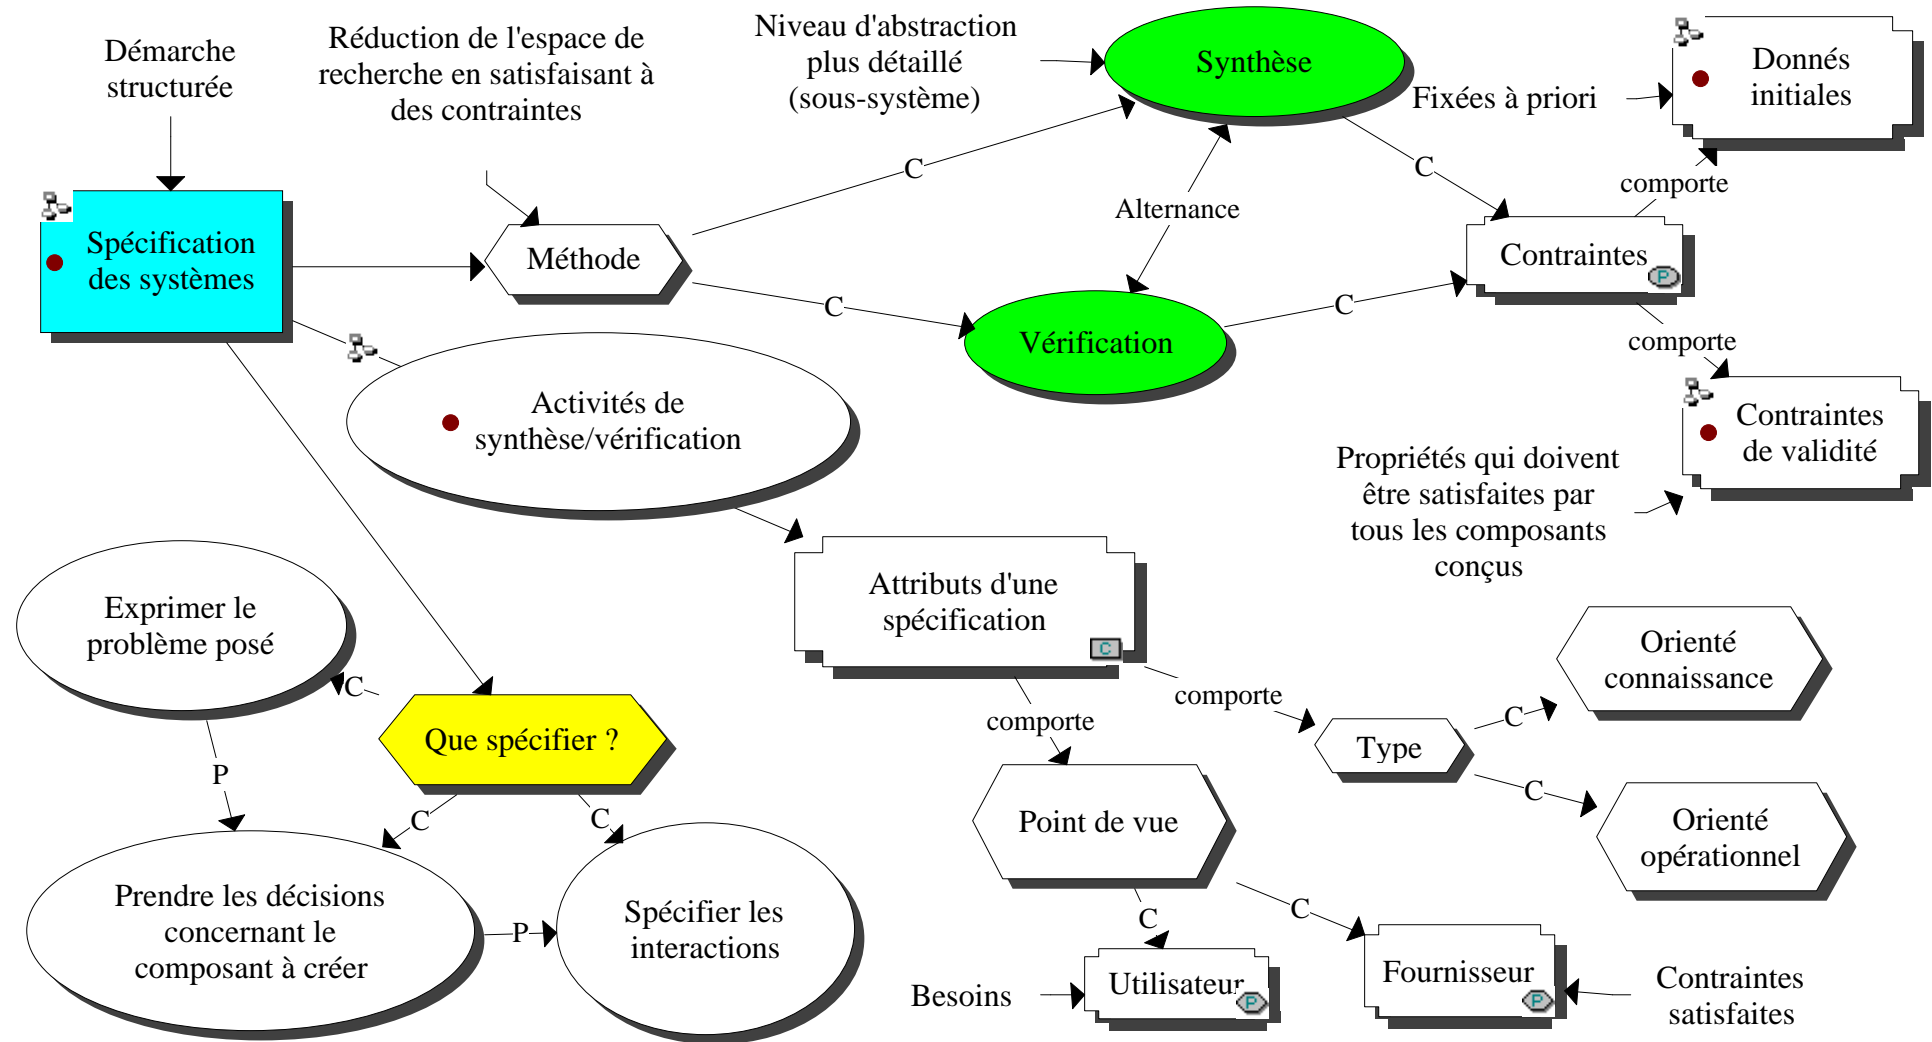 Démarche
structurée
Réduction de l'espace de
recherche en satisfaisant à
des contraintes
Niveau d'abstraction
plus détaillé
(sous-système)
Synthèse
Fixées à priori
Donnés
initiales
C
C
comporte
Alternance
Spécification
des systèmes
Méthode
Contraintes
P
C
C
Vérification
comporte
Activités de
synthèse/vérification
Contraintes
de validité
Propriétés qui doivent
être satisfaites par
tous les composants
conçus
Attributs d'une
spécification
C
Exprimer le
problème posé
Orienté
connaissance
C
comporte
comporte
C
Que spécifier ?
Type
P
C
Orienté
opérationnel
C
C
Point de vue
Prendre les décisions
concernant le
composant à créer
P
Spécifier les
interactions
C
C
Besoins
Utilisateur
P
Fournisseur
P
Contraintes
satisfaites